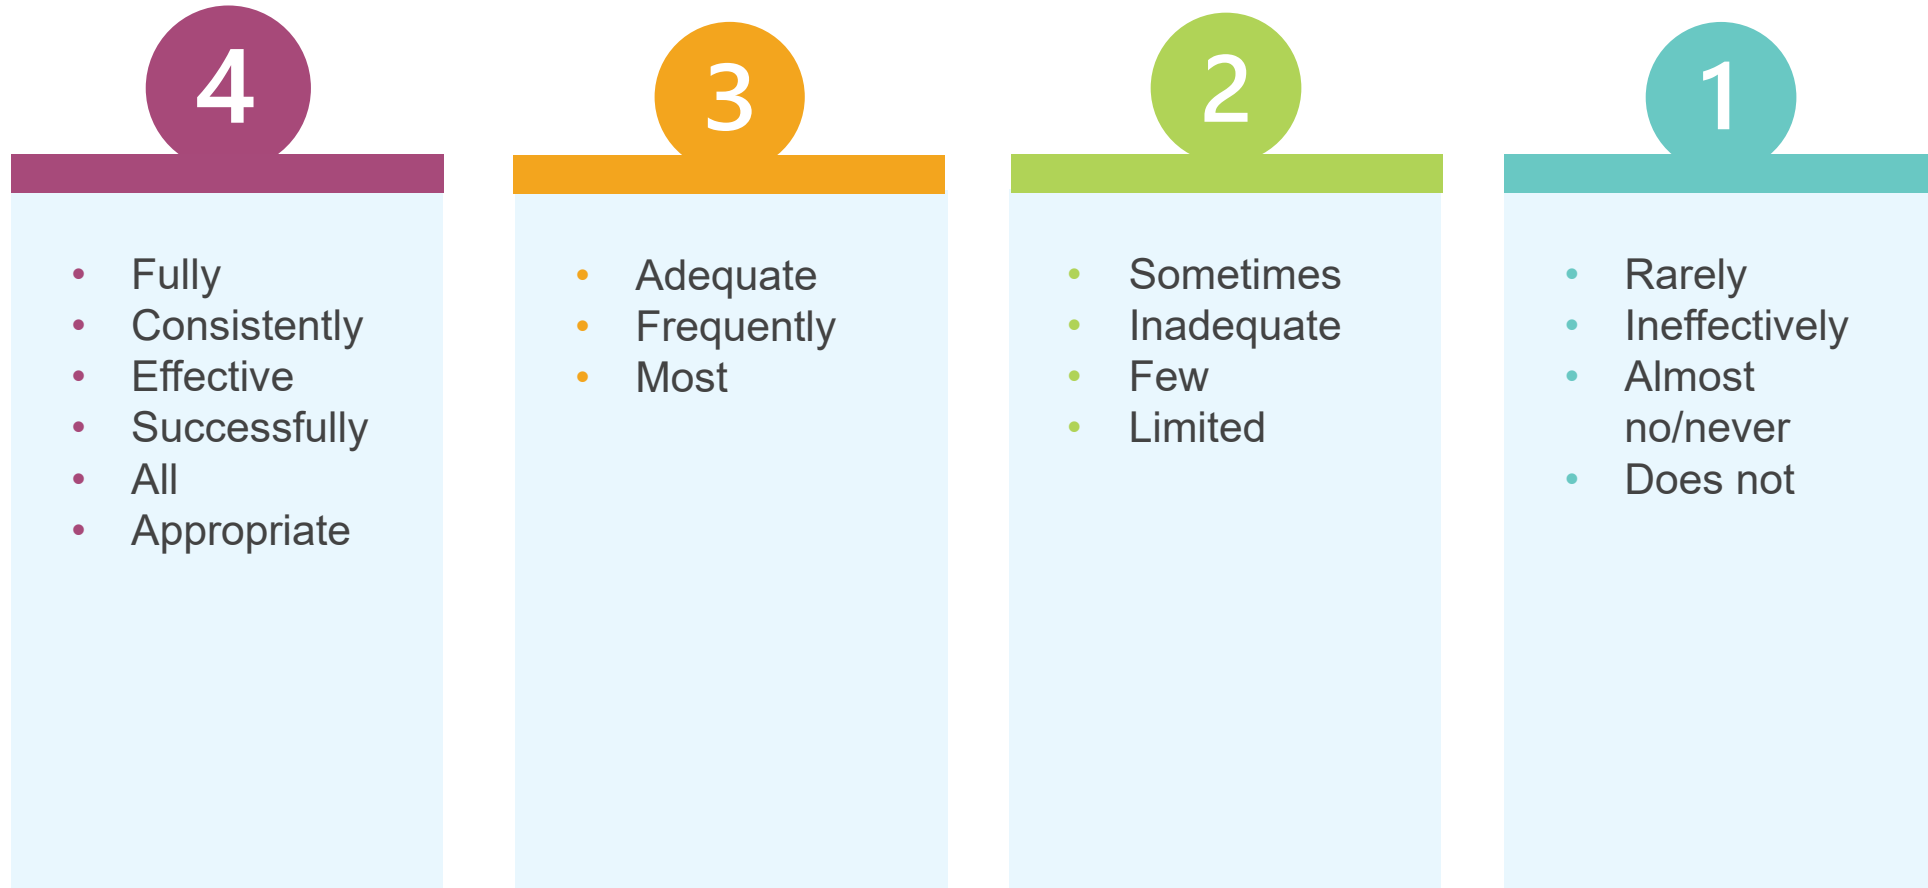 4
• Fully
• Consistently
• Effective
• Successfully
• All
• Appropriate
3
• Adequate
• Frequently
• Most
2
• Sometimes
• Inadequate
• Few
• Limited
1
• Rarely
• Ineffectively
• Almost
no/never
• Does not